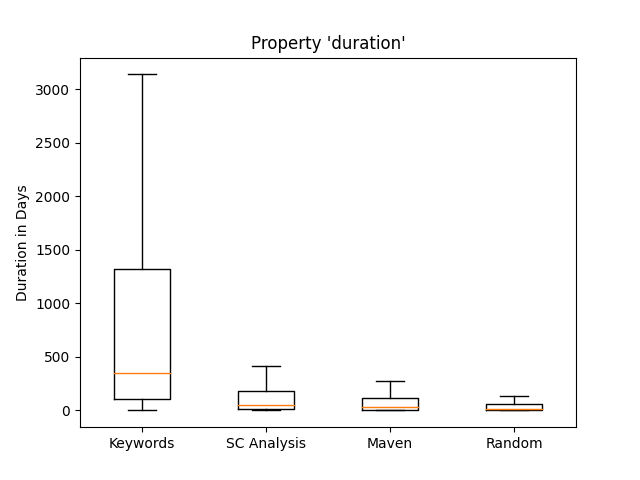 Property 'duration'
Duration in Days
3000
2500
2000
1500
1000
500
0
Keywords
SC Analysis
Maven
Random